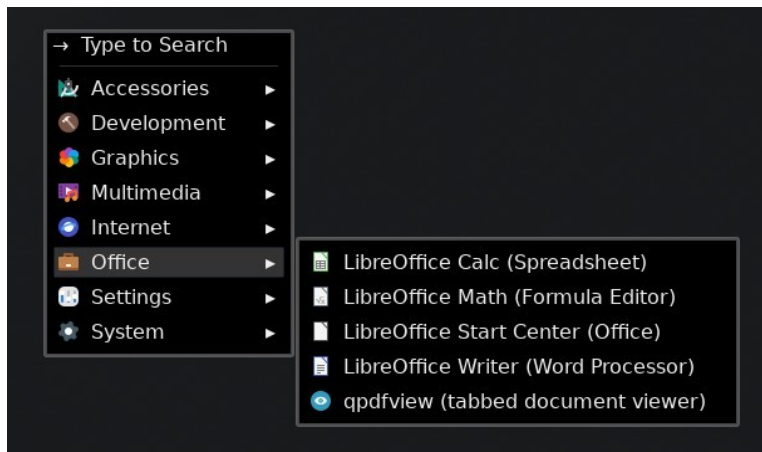 → Type to Search
Accessories ▸
Development ▸
Graphics ▸
Multimedia ▸
Internet ▸
Office ▸
Settings ▸
System ▸
LibreOffice Calc (Spreadsheet)
LibreOffice Math (Formula Editor)
LibreOffice Start Center (Office)
LibreOffice Writer (Word Processor)
qpdfview (tabbed document viewer)